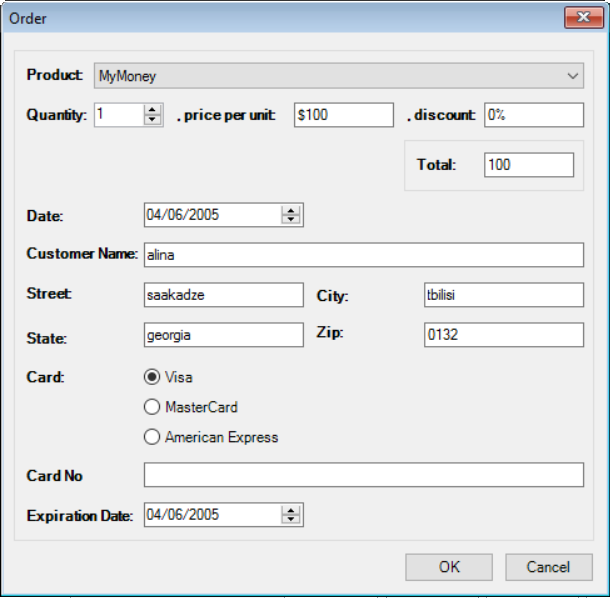 Order
Product: MyMoney
Quantity: 1 , price per unit: $100 , discount: 0%
Total: 100
Date: 04/06/2005
Customer Name: alina
Street: saakadze City: tbilisi
State: georgia Zip: 0132
Card: Visa
MasterCard
American Express
Card No
Expiration Date: 04/06/2005
OK Cancel